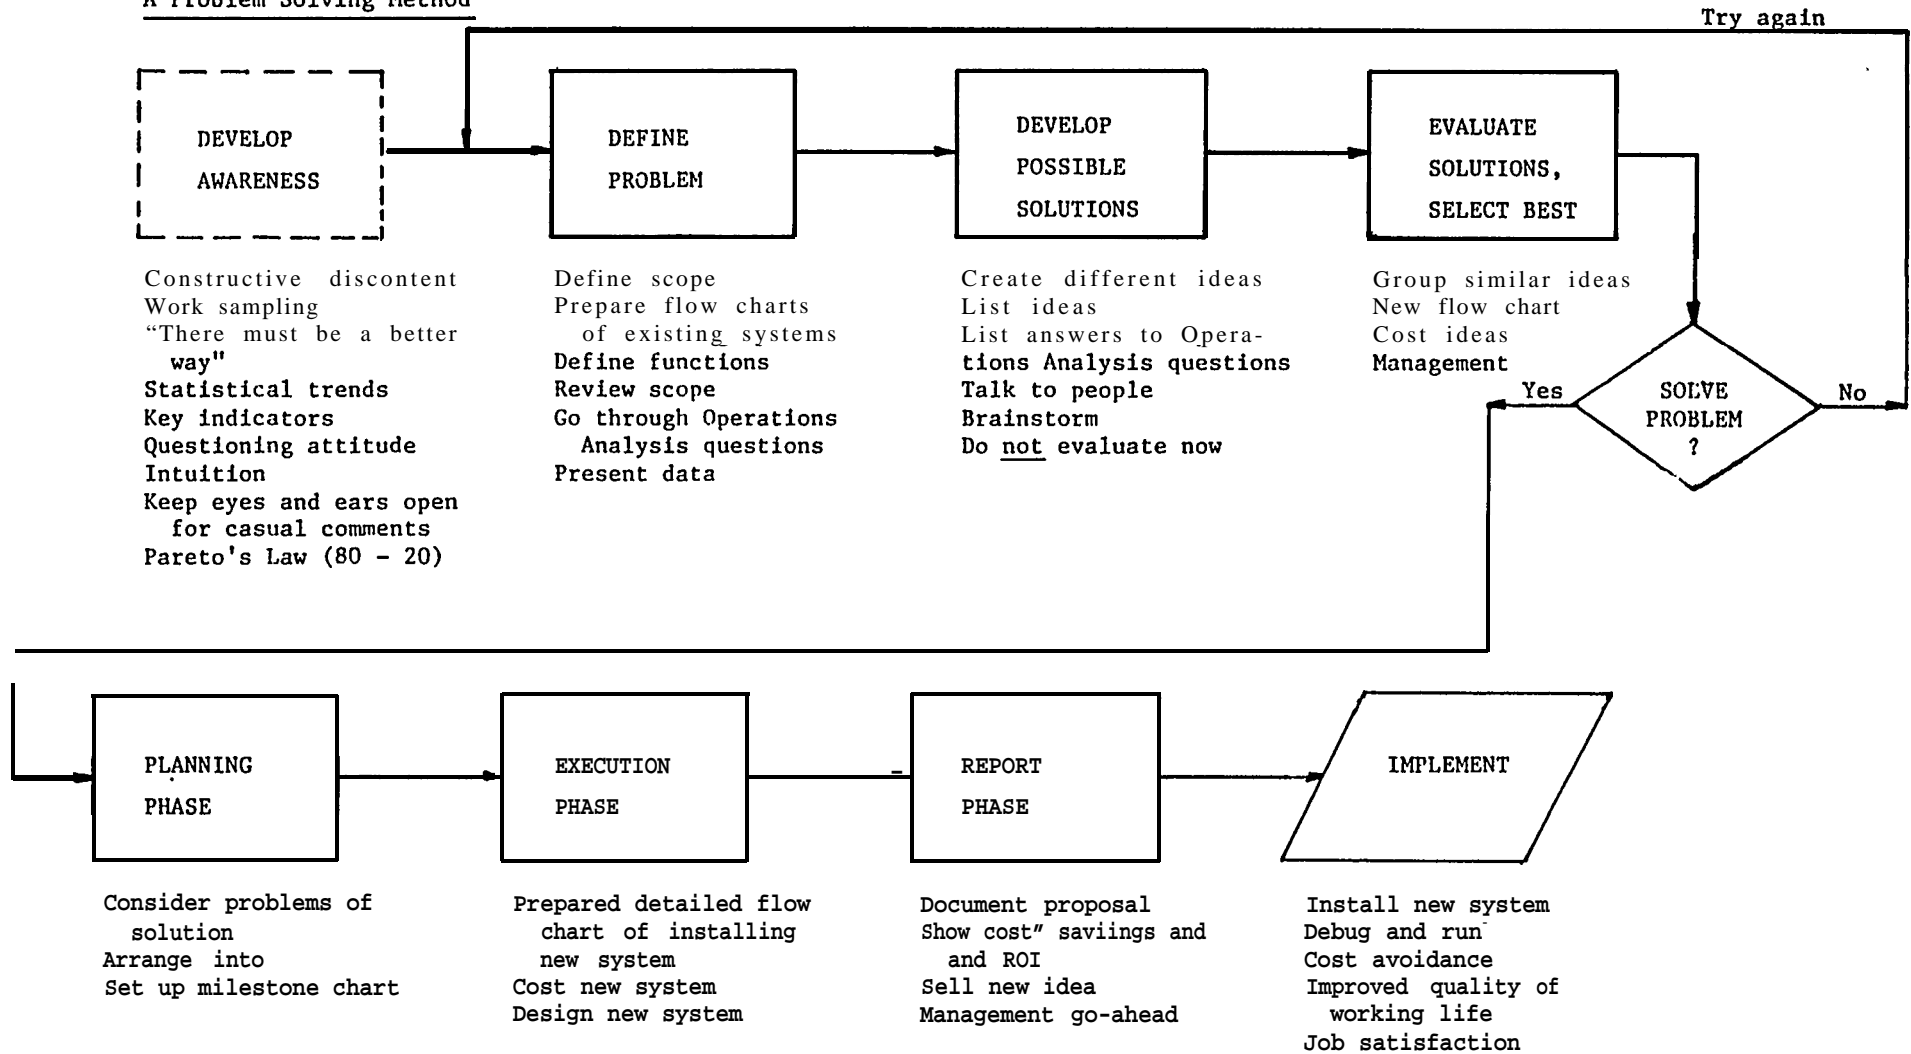 A Problem Solving Method
Try again
DEVELOP
AWARENESS
DEFINE
PROBLEM
DEVELOP
POSSIBLE
SOLUTIONS
EVALUATE
SOLUTIONS,
SELECT BEST
Constructive discontent
Work sampling
“There must be a better
way"
Statistical trends
Key indicators
Questioning attitude
Intuition
Keep eyes and ears open
for casual comments
Pareto's Law (80 - 20)
Define scope
Prepare flow charts
of existing systems
Define functions
Review scope
Go through Operations
Analysis questions
Present data
Create different ideas
List ideas
List answers to Opera-
tions Analysis questions
Talk to people
Brainstorm
Do not evaluate now
Group similar ideas
New flow chart
Cost ideas
Management
Yes
SOLVE
PROBLEM
?
No
PLANNING
PHASE
EXECUTION
PHASE
REPORT
PHASE
IMPLEMENT
Consider problems of
solution
Arrange into
Set up milestone chart
Prepared detailed flow
chart of installing
new system
Cost new system
Design new system
Document proposal
Show cost" saviings and
and ROI
Sell new idea
Management go-ahead
Install new system
Debug and run
Cost avoidance
Improved quality of
working life
Job satisfaction